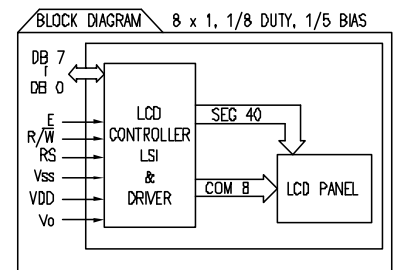 BLOCK DIAGRAM 8 x 1, 1/8 DUTY, 1/5 BIAS
DB 7
DB 0
E
R/W̅
RS
Vss
VDD
Vo
LCD
CONTROLLER
LSI
&
DRIVER
SEG 40
COM 8
LCD PANEL